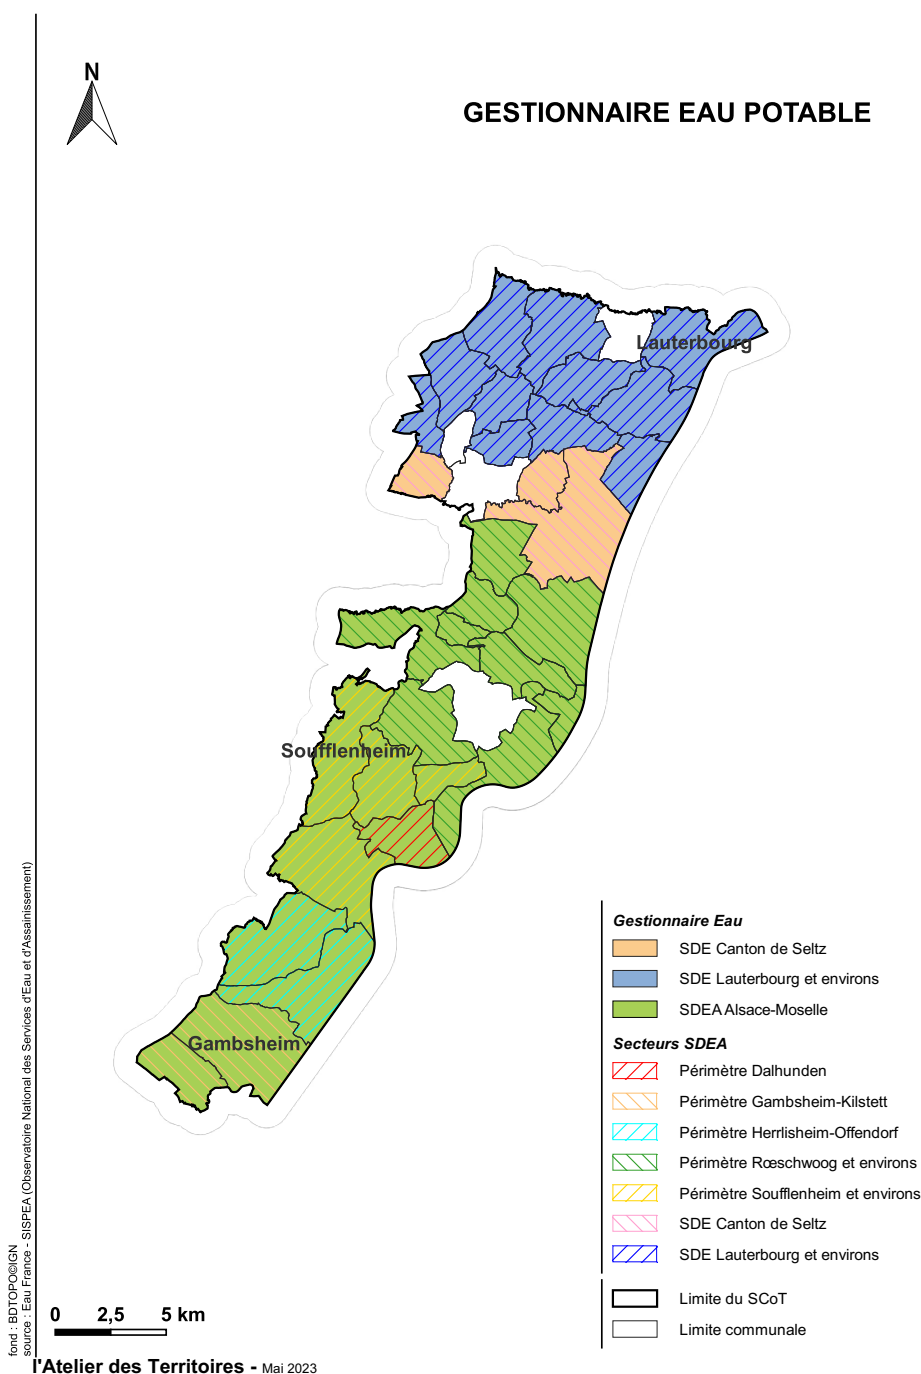 N
GESTIONNAIRE EAU POTABLE
Lauterbourg
Soufflenheim
Gambsheim
Gestionnaire Eau
SDE Canton de Seltz
SDE Lauterbourg et environs
SDEA Alsace-Moselle
Secteurs SDEA
Périmètre Dalhunden
Périmètre Gambsheim-Kilstett
Périmètre Herrlisheim-Offendorf
Périmètre Rœschwoog et environs
Périmètre Soufflenheim et environs
SDE Canton de Seltz
SDE Lauterbourg et environs
Limite du SCoT
Limite communale
0 2,5 5 km
fond : BDTOPO©IGN
source : Eau France - SISPEA (Observatoire National des Services d'Eau et d'Assainissement)
l'Atelier des Territoires - Mai 2023